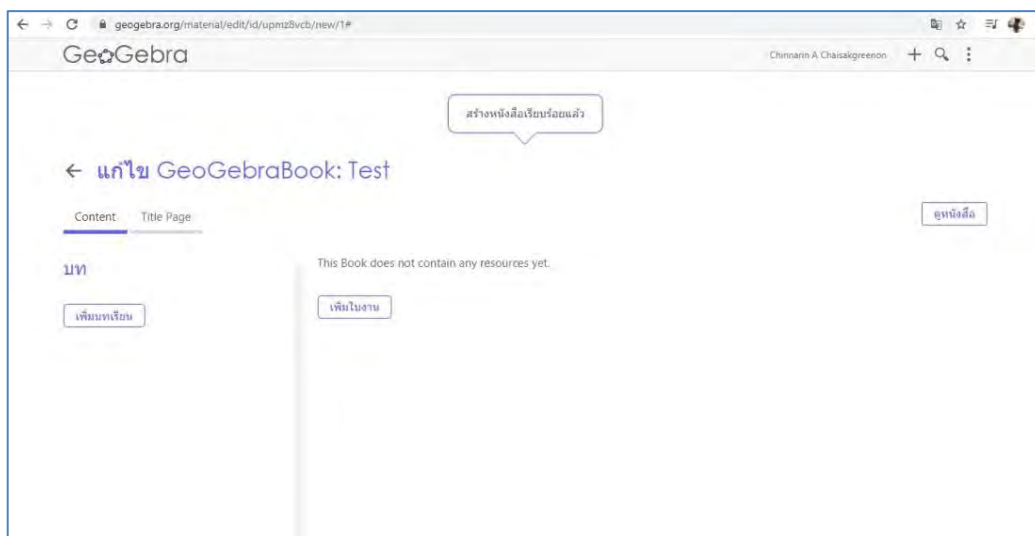 geogebra.org/material/edit/id/upmz8vcb/new/1#
GeoGebra
Chinnarin A Chaisakgreenon
สร้างหนังสือเรียบร้อยแล้ว
← แก้ไข GeoGebraBook: Test
Content Title Page
ดูหนังสือ
บท
This Book does not contain any resources yet.
เพิ่มบทเรียน
เพิ่มใบงาน